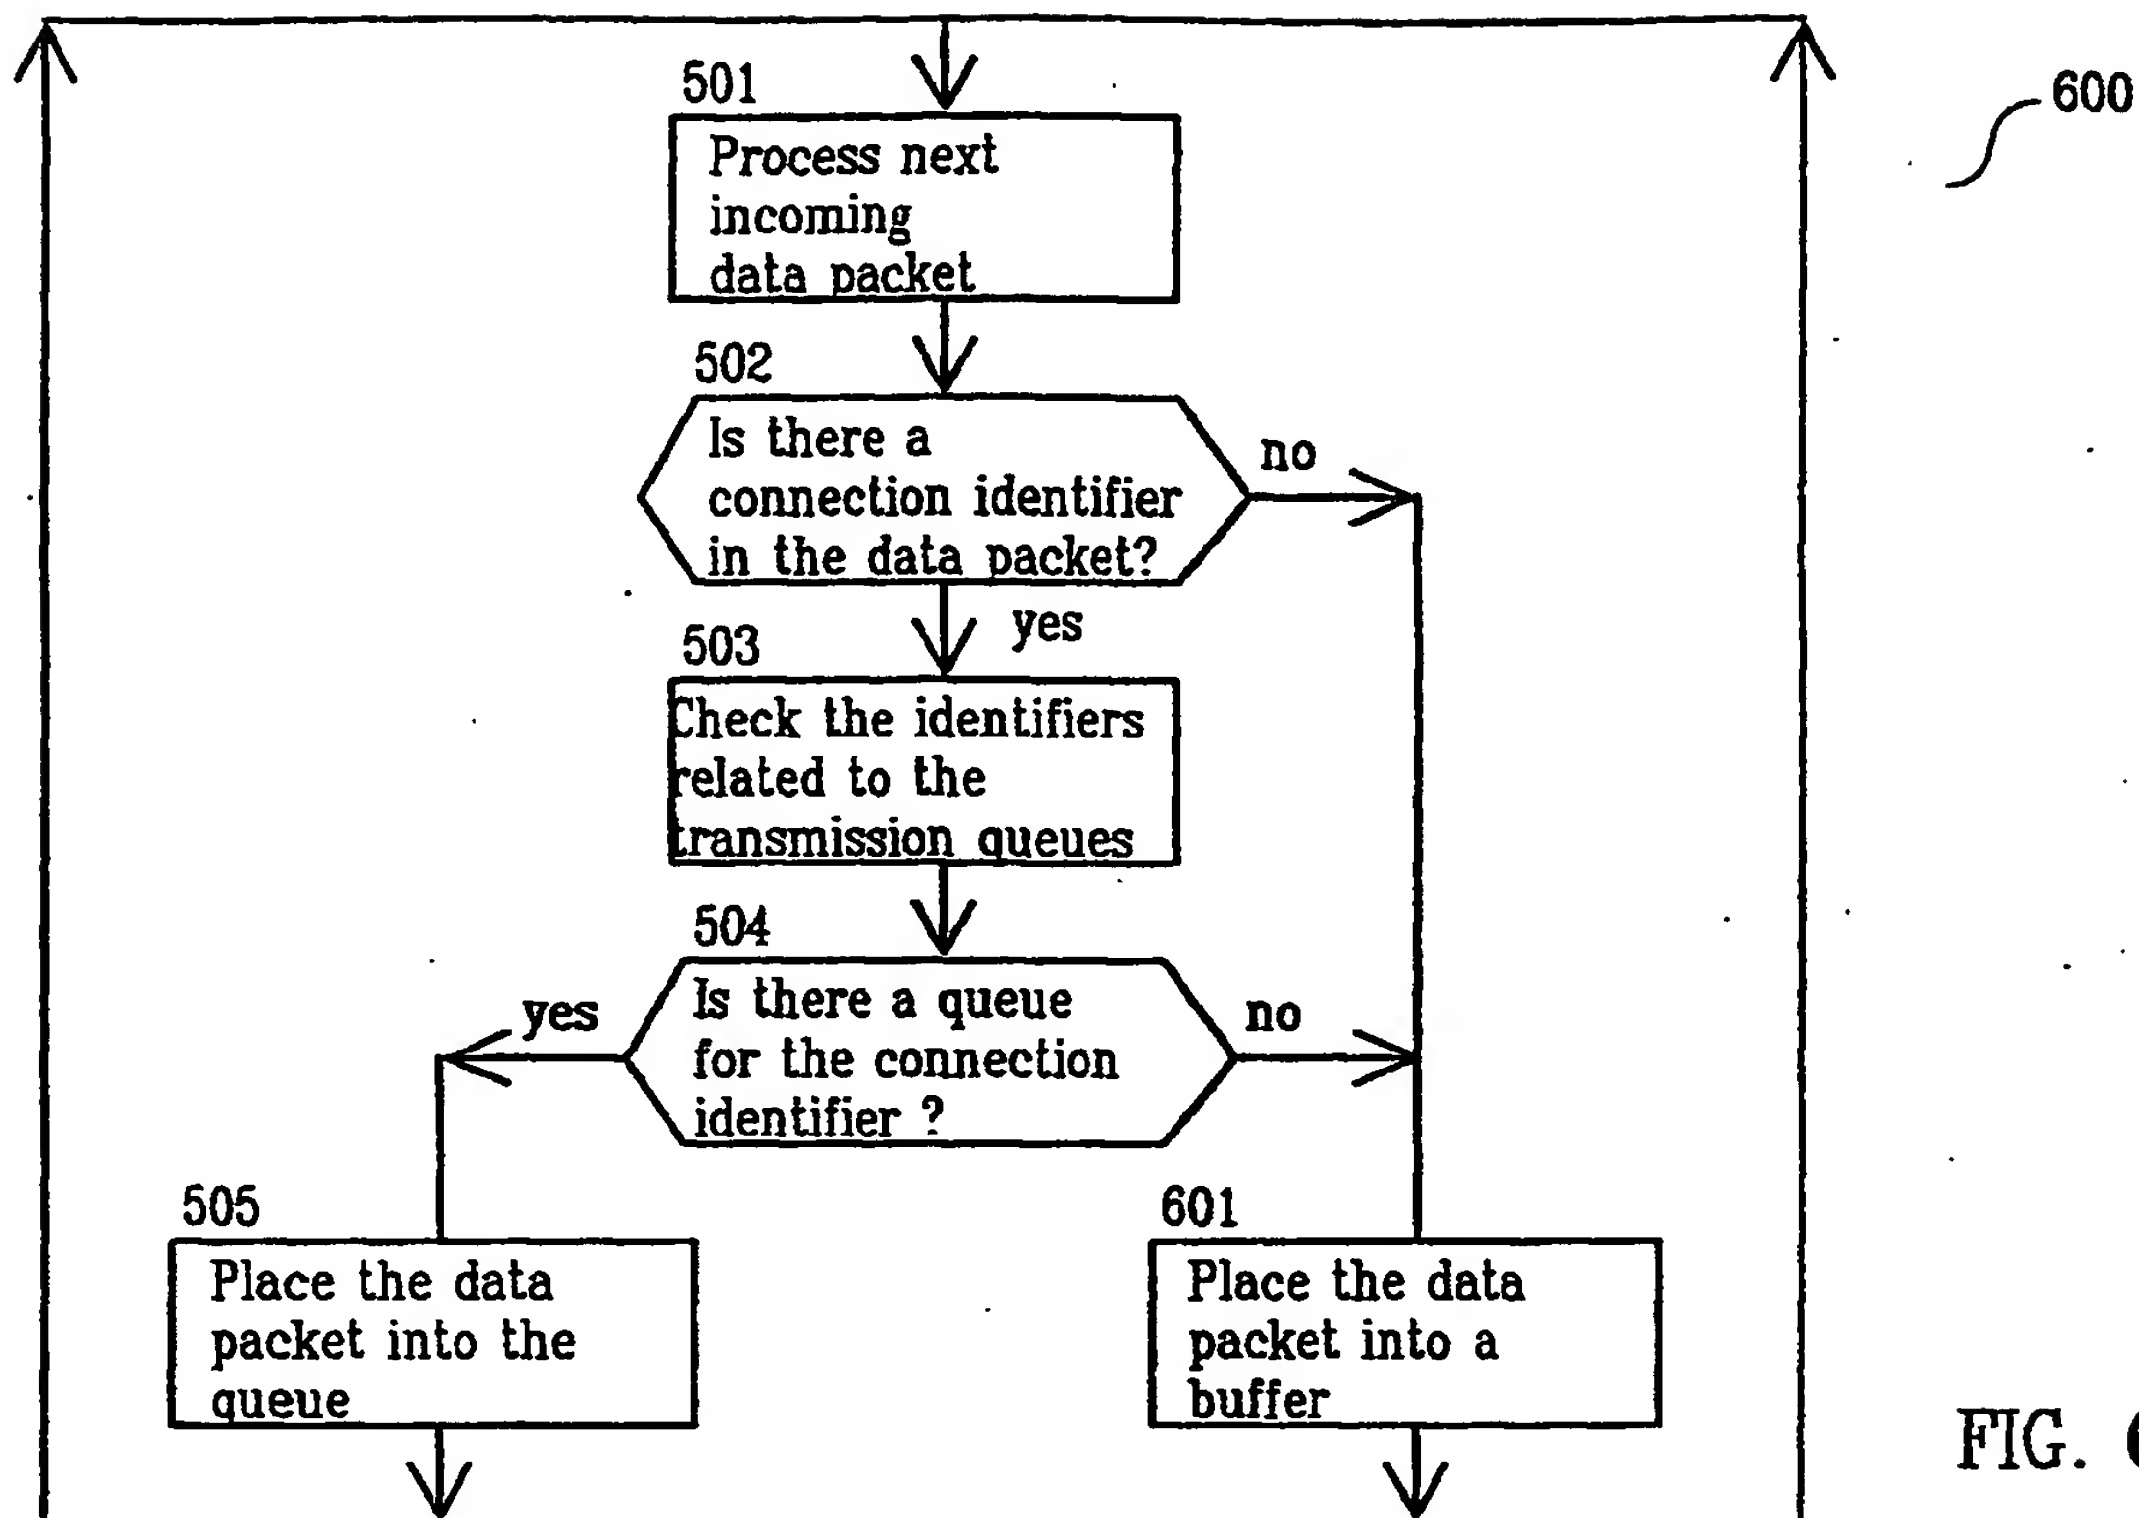 501
600
Process next
incoming
data packet
502
Is there a
connection identifier
in the data packet?
no
yes
503
Check the identifiers
related to the
transmission queues
504
Is there a queue
for the connection
identifier ?
yes
no
505
Place the data
packet into the
queue
601
Place the data
packet into a
buffer
FIG.